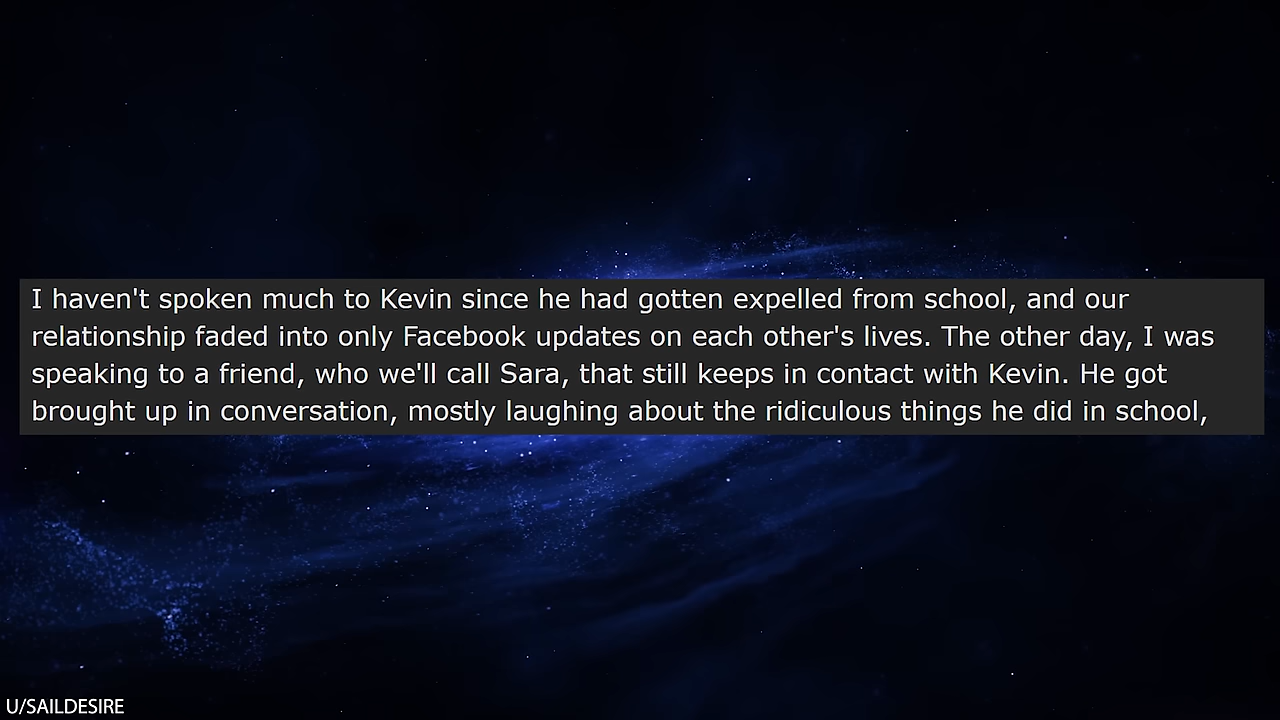 I haven't spoken much to Kevin since he had gotten expelled from school, and our
relationship faded into only Facebook updates on each other's lives. The other day, I was
speaking to a friend, who we'll call Sara, that still keeps in contact with Kevin. He got
brought up in conversation, mostly laughing about the ridiculous things he did in school,
U/SAILDESIRE